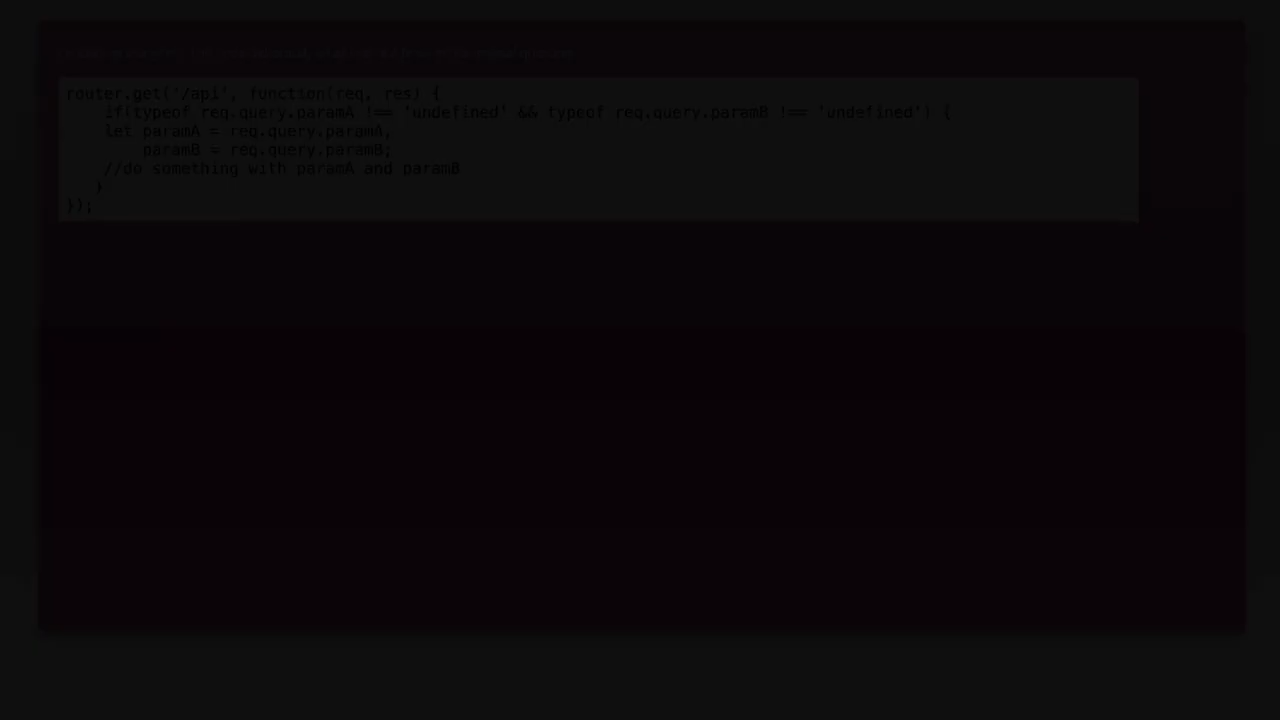 router.get('/api', function(req, res) {
    if(typeof req.query.paramA !== 'undefined' && typeof req.query.paramB !== 'undefined') {
    let paramA = req.query.paramA,
        paramB = req.query.paramB;
    //do something with paramA and paramB
   }
});